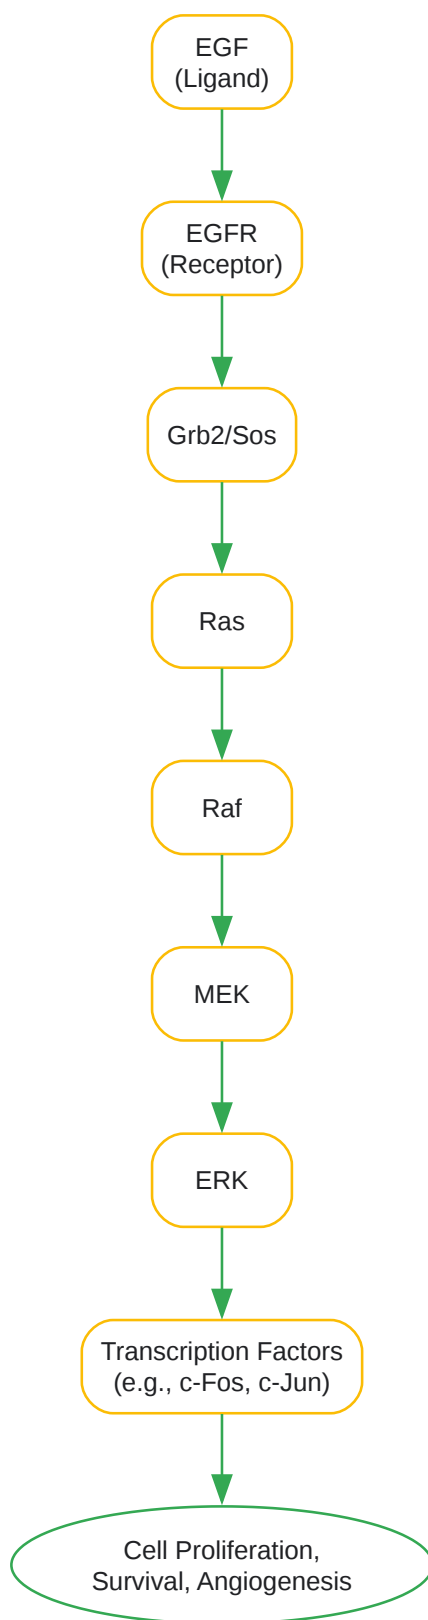 EGF
(Ligand)
EGFR
(Receptor)
Grb2/Sos
Ras
Raf
MEK
ERK
Transcription Factors
(e.g., c-Fos, c-Jun)
Cell Proliferation,
Survival, Angiogenesis